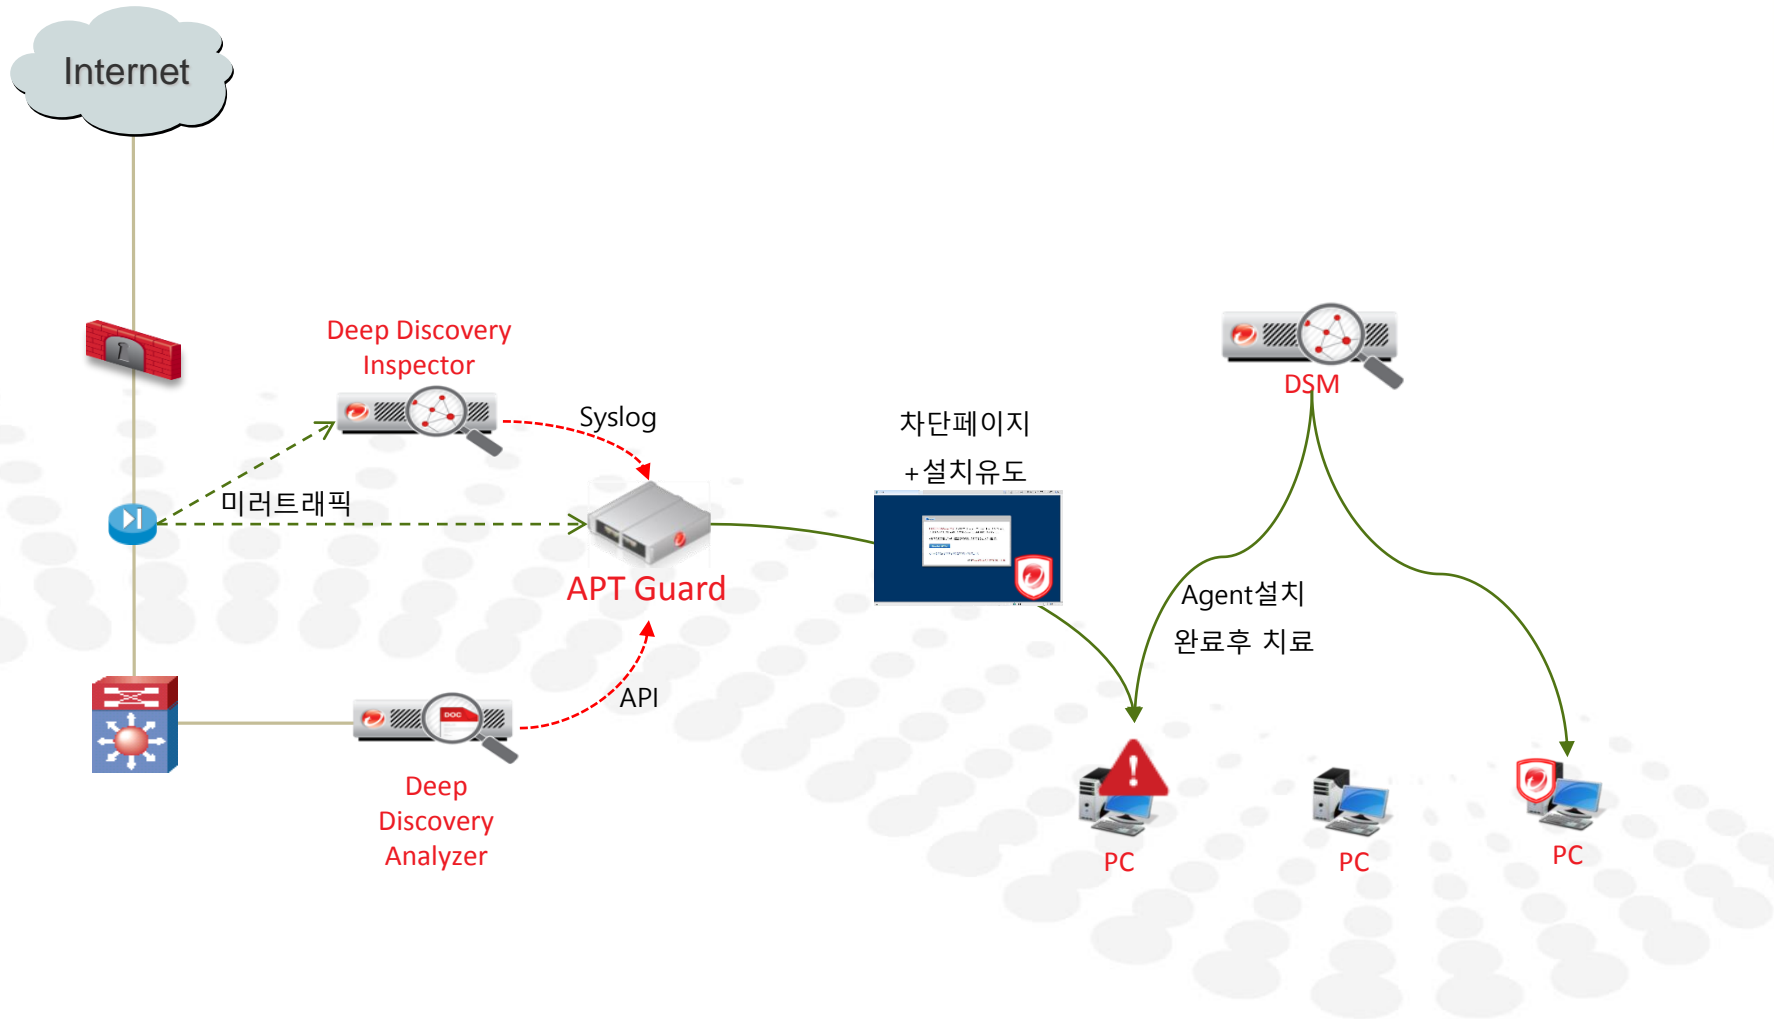 Internet
Deep Discovery
Inspector
Syslog
미러트래픽
APT Guard
API
DOC
Deep
Discovery
Analyzer
차단페이지
+설치유도
DSM
Agent설치
완료후 치료
PC
PC
PC